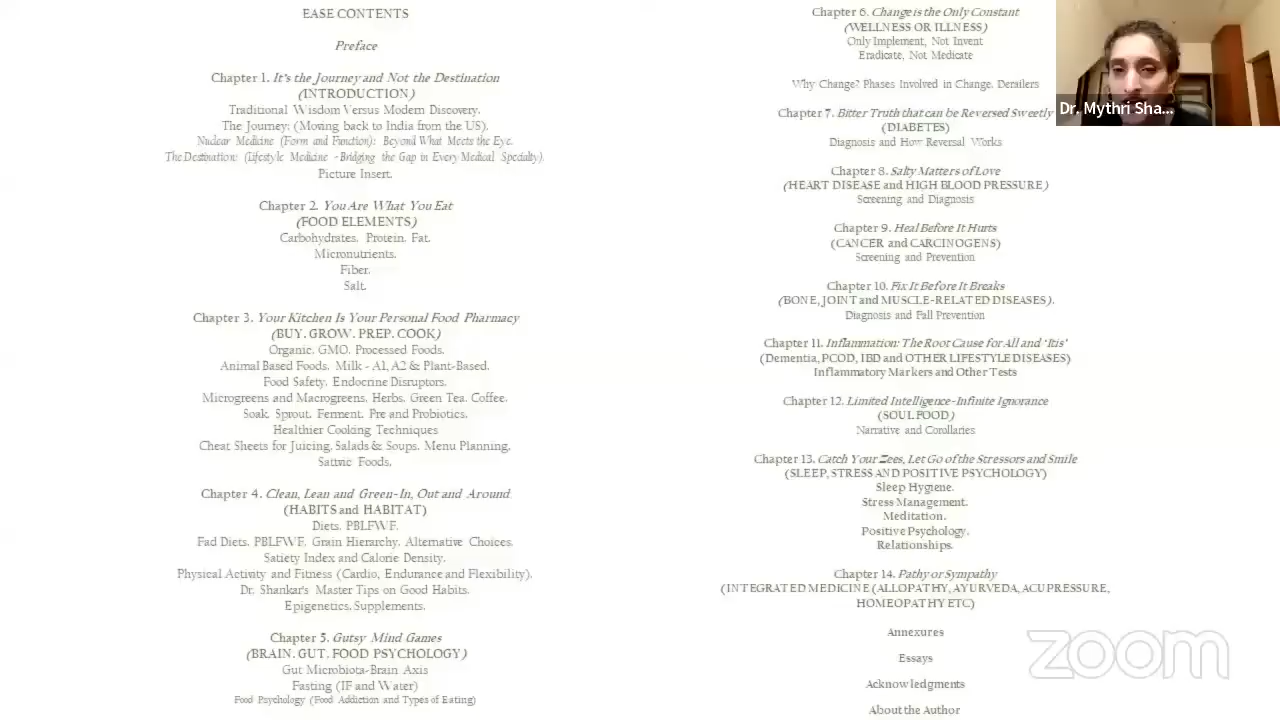 EASE CONTENTS
Preface
Chapter 1. It's the Journey and Not the Destination
(INTRODUCTION)
Traditional Wisdom Versus Modern Discovery.
The Journey: (Moving back to India from the US).
Nuclear Medicine (Form and Function): Beyond What Meets the Eye.
The Destination: (Lifestyle Medicine - Bridging the Gap in Every Medical Specialty).
Picture Insert.
Chapter 2. You Are What You Eat
(FOOD ELEMENTS)
Carbohydrates. Protein. Fat.
Micronutrients.
Fiber.
Salt.
Chapter 3. Your Kitchen Is Your Personal Food Pharmacy
(BUY. GROW. PREP. COOK)
Organic. GMO. Processed Foods.
Animal Based Foods. Milk - A1, A2 & Plant-Based.
Food Safety. Endocrine Disruptors.
Microgreens and Macrogreens. Herbs. Green Tea. Coffee.
Soak. Sprout. Ferment. Pre and Probiotics.
Healthier Cooking Techniques
Cheat Sheets for Juicing, Salads & Soups. Menu Planning.
Sattvic Foods.
Chapter 4. Clean, Lean and Green-In, Out and Around
(HABITS and HABITAT)
Diets. PBLFWF.
Fad Diets. PBLFWF. Grain Hierarchy. Alternative Choices.
Satiety Index and Calorie Density.
Physical Activity and Fitness (Cardio, Endurance and Flexibility).
Dr. Shankar's Master Tips on Good Habits.
Epigenetics. Supplements.
Chapter 5. Gutsy Mind Games
(BRAIN. GUT. FOOD PSYCHOLOGY)
Gut Microbiota-Brain Axis
Fasting (IF and Water)
Food Psychology (Food Addiction and Types of Eating)
Chapter 6. Change is the Only Constant
(WELLNESS OR ILLNESS)
Only Implement, Not Invent
Eradicate, Not Medicate
Why Change? Phases Involved in Change. Derailers
Chapter 7. Bitter Truth that can be Reversed Sweetly
(DIABETES)
Diagnosis and How Reversal Works
Chapter 8. Salty Matters of Love
(HEART DISEASE and HIGH BLOOD PRESSURE)
Screening and Diagnosis
Chapter 9. Heal Before It Hurts
(CANCER and CARCINOGENS)
Screening and Prevention
Chapter 10. Fix It Before It Breaks
(BONE, JOINT and MUSCLE-RELATED DISEASES).
Diagnosis and Fall Prevention
Chapter 11. Inflammation: The Root Cause for All and 'Itis'
(Dementia, PCOD, IBD and OTHER LIFESTYLE DISEASES)
Inflammatory Markers and Other Tests
Chapter 12. Limited Intelligence-Infinite Ignorance
(SOUL FOOD)
Narrative and Corollaries
Chapter 13. Catch Your Zees, Let Go of the Stressors and Smile
(SLEEP, STRESS AND POSITIVE PSYCHOLOGY)
Sleep Hygiene.
Stress Management.
Meditation.
Positive Psychology.
Relationships.
Chapter 14. Pathy or Sympathy
(INTEGRATED MEDICINE (ALLOPATHY, AYURVEDA, ACUPRESSURE,
HOMEOPATHY ETC)
Annexures
Essays
Acknowledgments
About the Author
Dr. Mythri Sha...
zoom